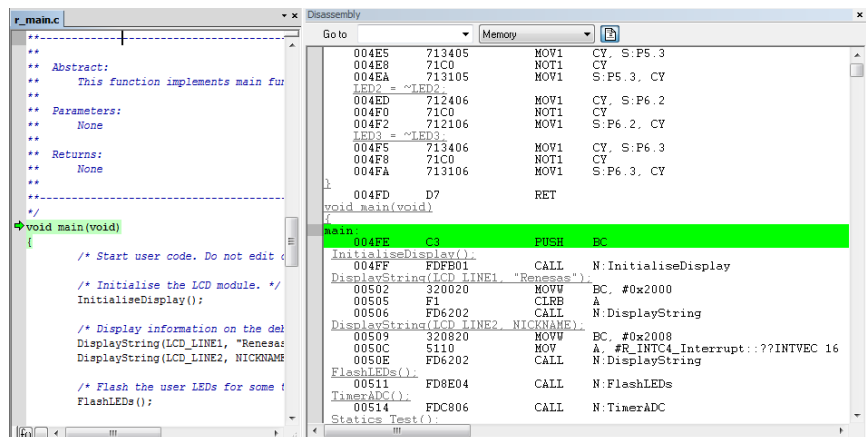 r_main.c
**
**
** Abstract:
** This function implements main fun
**
** Parameters:
** None
**
** Returns:
** None
**
**
*/
void main(void)
{
/* Start user code. Do not edit
/* Initialise the LCD module. */
InitialiseDisplay();
/* Display information on the deb
DisplayString(LCD_LINE1, "Renesas
DisplayString(LCD_LINE2, NICKNAME
/* Flash the user LEDs for some t
FlashLEDs();
Disassembly
Go to Memory
004E5 713405 MOV1 CY, S:P5.3
004E8 71C0 NOT1 CY
004EA 713105 MOV1 S:P5.3, CY
LED2 = ~LED2;
004ED 712406 MOV1 CY, S:P6.2
004F0 71C0 NOT1 CY
004F2 712106 MOV1 S:P6.2, CY
LED3 = ~LED3;
004F5 713406 MOV1 CY, S:P6.3
004F8 71C0 NOT1 CY
004FA 713106 MOV1 S:P6.3, CY
}
004FD D7 RET
void main(void)
{
main:
004FE C3 PUSH BC
InitialiseDisplay();
004FF FDFB01 CALL N:InitialiseDisplay
DisplayString(LCD_LINE1, "Renesas");
00502 320020 MOVW BC, #0x2000
00505 F1 CLRB A
00506 FD6202 CALL N:DisplayString
DisplayString(LCD_LINE2, NICKNAME);
00509 320820 MOVW BC, #0x2008
0050C 5110 MOV A, #R_INTC4_Interrupt::??INTVEC 16
0050E FD6202 CALL N:DisplayString
FlashLEDs();
00511 FD8E04 CALL N:FlashLEDs
TimerADC();
00514 FDC806 CALL N:TimerADC
Statics_Test();